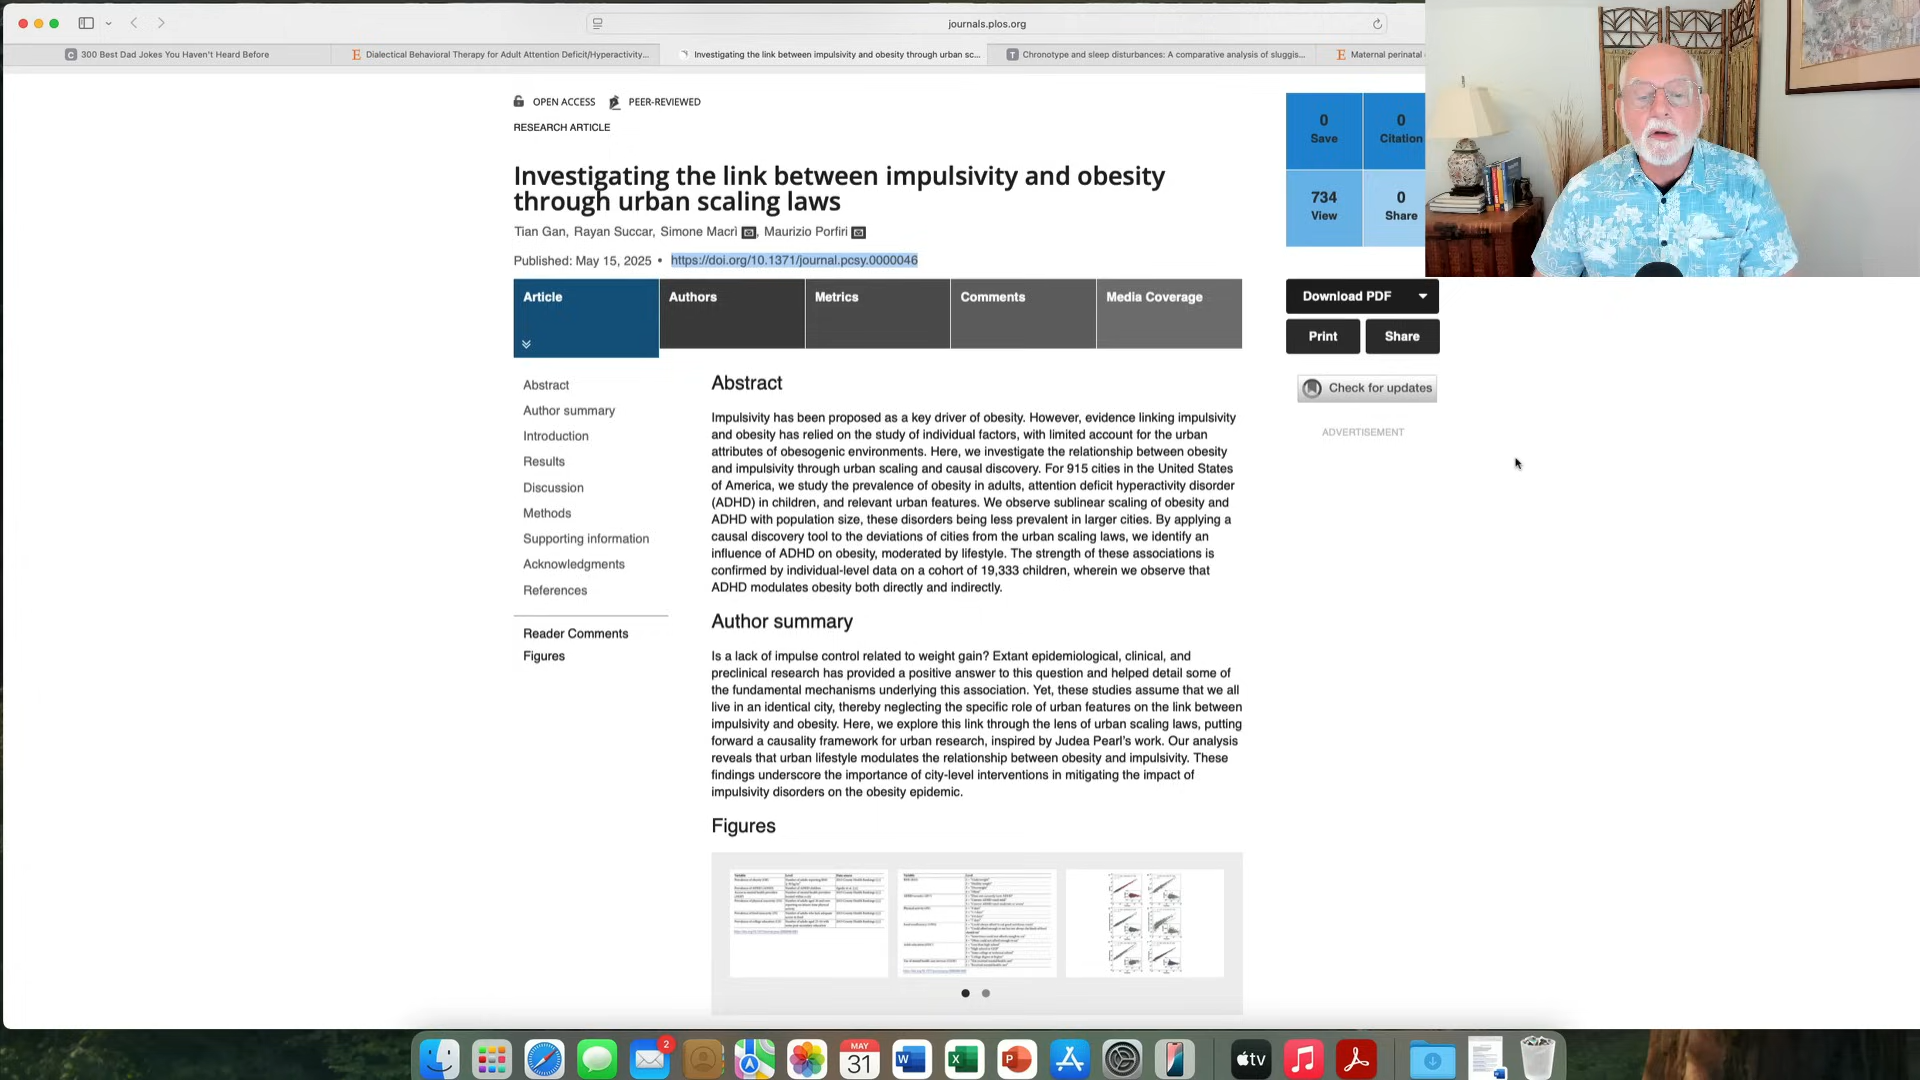 journals.plos.org
300 Best Dad Jokes You Haven't Heard Before
Dialectical Behavioral Therapy for Adult Attention Deficit/Hyperactivity...
Investigating the link between impulsivity and obesity through urban sc...
Chronotype and sleep disturbances: A comparative analysis of sluggis...
Maternal perinatal
OPEN ACCESS
PEER-REVIEWED
RESEARCH ARTICLE
Investigating the link between impulsivity and obesity
through urban scaling laws
Tian Gan, Rayan Succar, Simone Macrì, Maurizio Porfiri
Published: May 15, 2025 • https://doi.org/10.1371/journal.pcsy.0000046
0
Save
0
Citation
734
View
0
Share
Article
Authors
Metrics
Comments
Media Coverage
Download PDF
Print
Share
Check for updates
ADVERTISEMENT
Abstract
Author summary
Introduction
Results
Discussion
Methods
Supporting information
Acknowledgments
References
Reader Comments
Figures
Abstract
Impulsivity has been proposed as a key driver of obesity. However, evidence linking impulsivity
and obesity has relied on the study of individual factors, with limited account for the urban
attributes of obesogenic environments. Here, we investigate the relationship between obesity
and impulsivity through urban scaling and causal discovery. For 915 cities in the United States
of America, we study the prevalence of obesity in adults, attention deficit hyperactivity disorder
(ADHD) in children, and relevant urban features. We observe sublinear scaling of obesity and
ADHD with population size, these disorders being less prevalent in larger cities. By applying a
causal discovery tool to the deviations of cities from the urban scaling laws, we identify an
influence of ADHD on obesity, moderated by lifestyle. The strength of these associations is
confirmed by individual-level data on a cohort of 19,333 children, wherein we observe that
ADHD modulates obesity both directly and indirectly.
Author summary
Is a lack of impulse control related to weight gain? Extant epidemiological, clinical, and
preclinical research has provided a positive answer to this question and helped detail some of
the fundamental mechanisms underlying this association. Yet, these studies assume that we all
live in an identical city, thereby neglecting the specific role of urban features on the link between
impulsivity and obesity. Here, we explore this link through the lens of urban scaling laws, putting
forward a causality framework for urban research, inspired by Judea Pearl's work. Our analysis
reveals that urban lifestyle modulates the relationship between obesity and impulsivity. These
findings underscore the importance of city-level interventions in mitigating the impact of
impulsivity disorders on the obesity epidemic.
Figures
2
MAY
31
tv